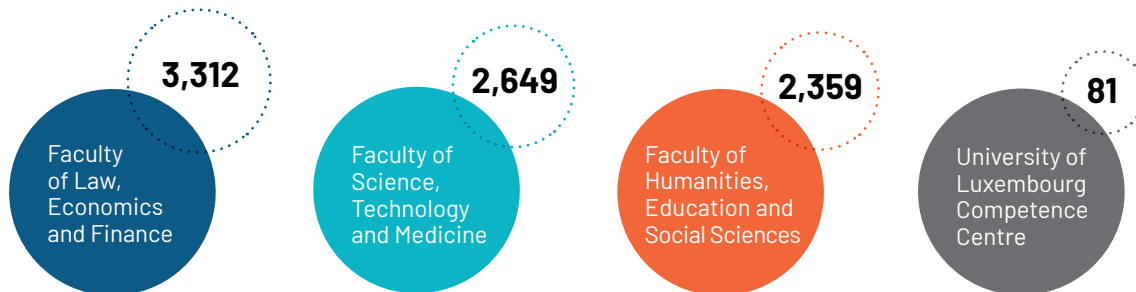 3,312
Faculty
of Law,
Economics
and Finance
2,649
Faculty of
Science,
Technology
and Medicine
2,359
Faculty of
Humanities,
Education and
Social Sciences
81
University of
Luxembourg
Competence
Centre